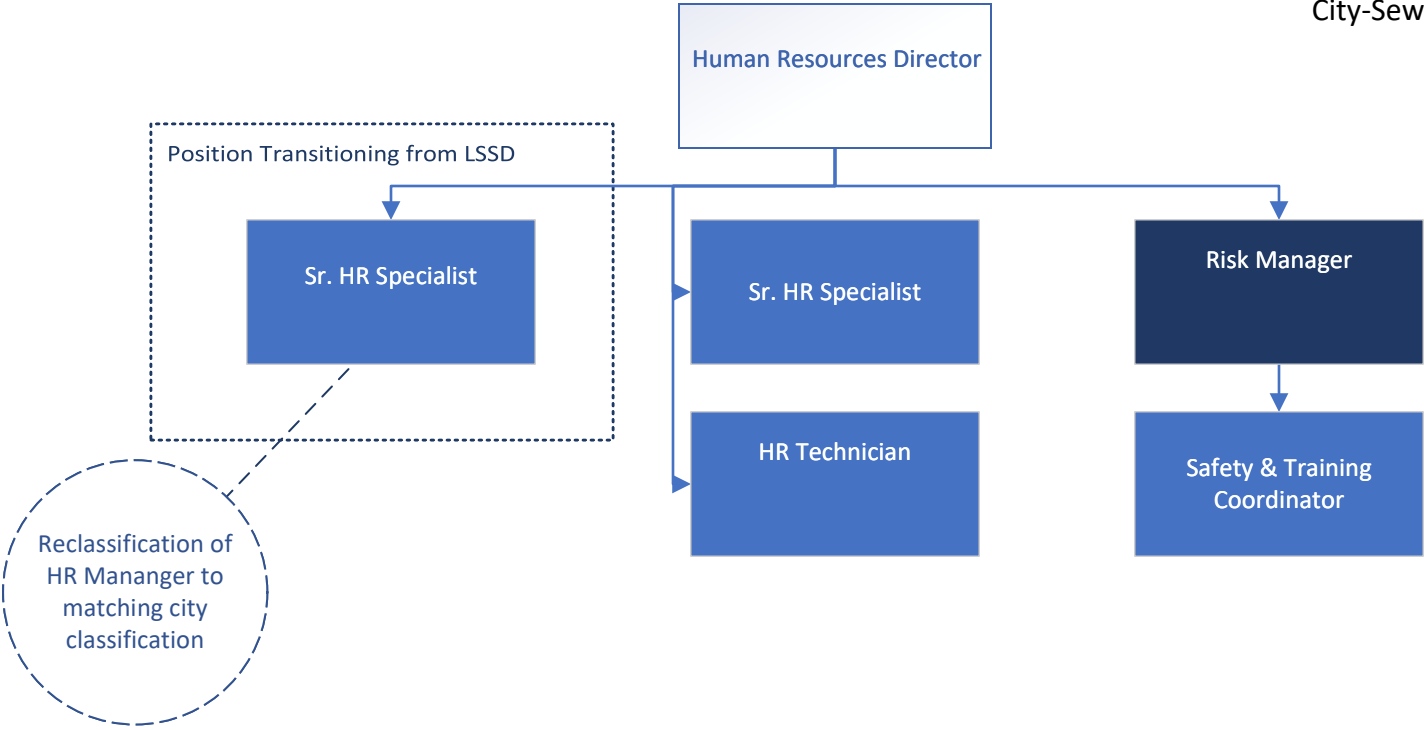 City-Sew
Human Resources Director
Position Transitioning from LSSD
Sr. HR Specialist
Sr. HR Specialist
Risk Manager
HR Technician
Safety & Training
Coordinator
Reclassification of
HR Mananger to
matching city
classification